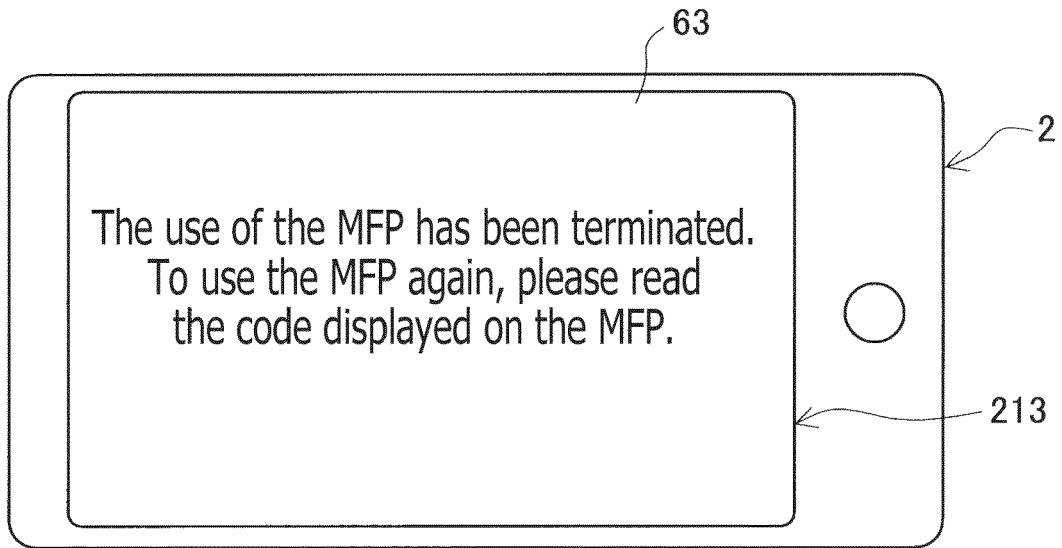 63
2
The use of the MFP has been terminated.
To use the MFP again, please read
the code displayed on the MFP.
213